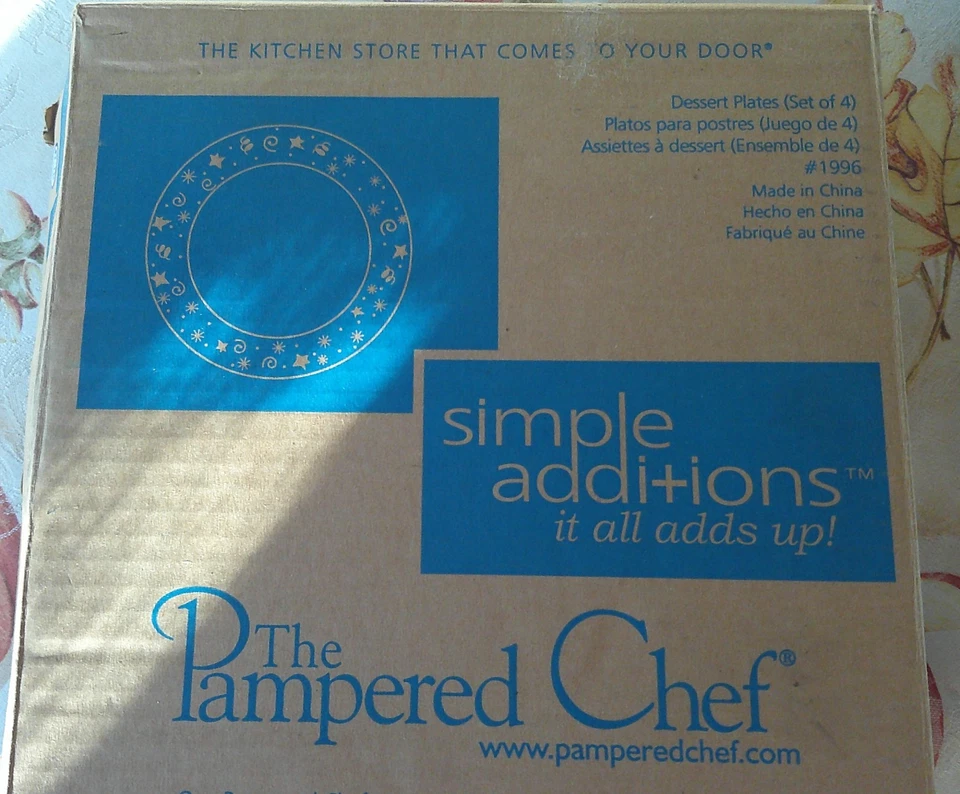 THE KITCHEN STORE THAT COMES TO YOUR DOOR®
Dessert Plates (Set of 4)
Platos para postres (Juego de 4)
Assiettes à dessert (Ensemble de 4)
#1996
Made in China
Hecho en China
Fabriqué au Chine
simple
additions™
it all adds up!
The
Pampered Chef®
www.pamperedchef.com